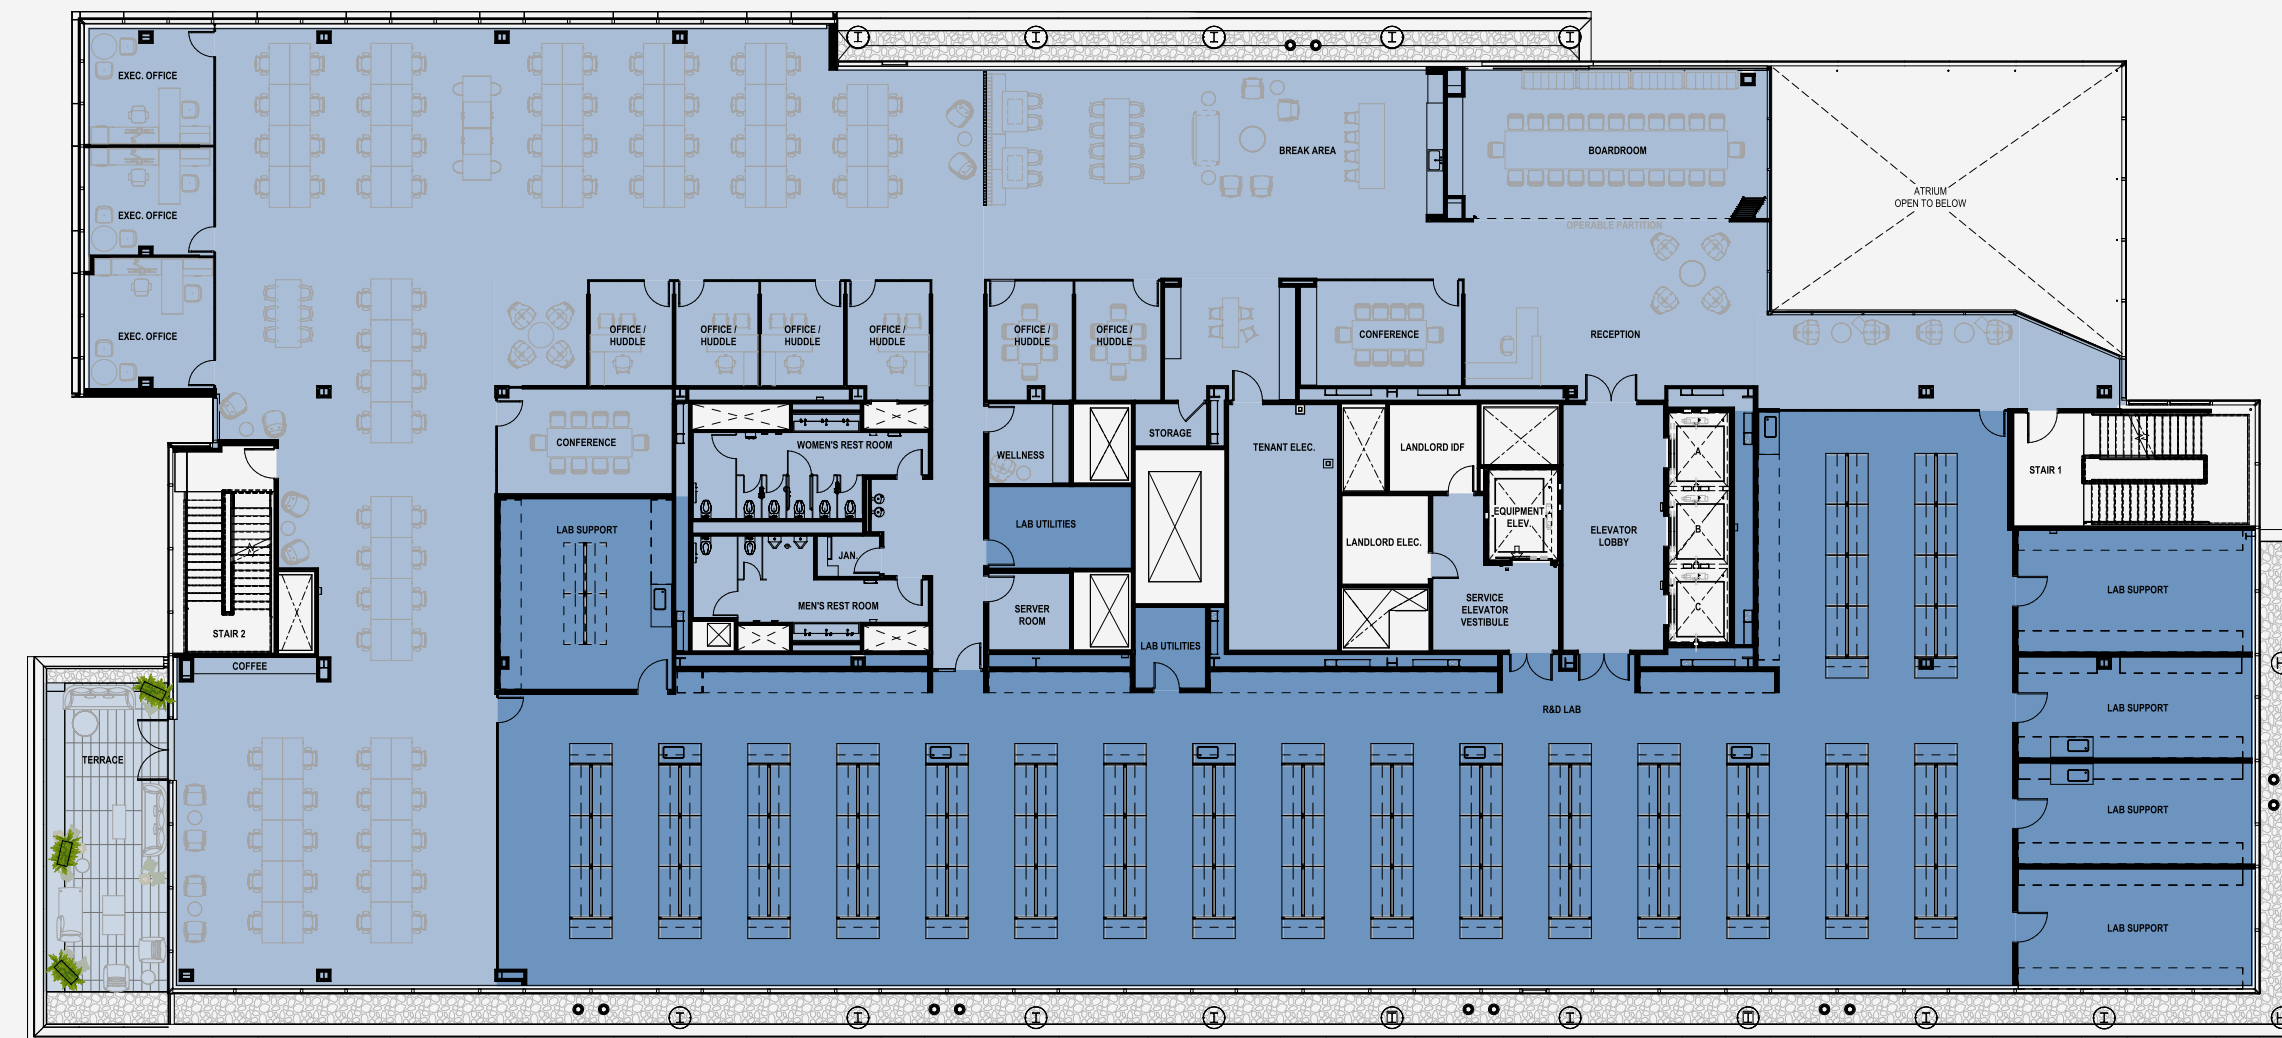 EXEC. OFFICE
BREAK AREA
BOARDROOM
ATRIUM
OPEN TO BELOW
EXEC. OFFICE
OPERABLE PARTITION
EXEC. OFFICE
OFFICE /
HUDDLE
OFFICE /
HUDDLE
OFFICE /
HUDDLE
OFFICE /
HUDDLE
OFFICE /
HUDDLE
OFFICE /
HUDDLE
CONFERENCE
RECEPTION
CONFERENCE
WOMEN'S REST ROOM
WELLNESS
STORAGE
TENANT ELEC.
LANDLORD IDF
A
STAIR 1
LAB SUPPORT
LAB UTILITIES
EQUIPMENT
ELEV.
ELEVATOR
LOBBY
B
JAN.
LANDLORD ELEC.
LAB SUPPORT
MEN'S REST ROOM
SERVER
ROOM
SERVICE
ELEVATOR
VESTIBULE
C
STAIR 2
LAB UTILITIES
COFFEE
R&D LAB
LAB SUPPORT
TERRACE
LAB SUPPORT
LAB SUPPORT